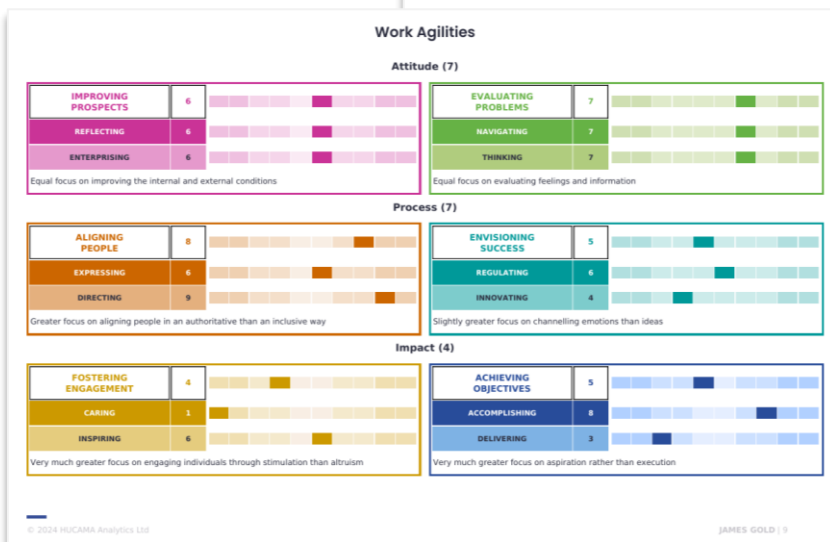 Work Agilities
Attitude (7)
IMPROVING
PROSPECTS
6
REFLECTING
6
ENTERPRISING
6
Equal focus on improving the internal and external conditions
EVALUATING
PROBLEMS
7
NAVIGATING
7
THINKING
7
Equal focus on evaluating feelings and information
Process (7)
ALIGNING
PEOPLE
8
EXPRESSING
6
DIRECTING
9
Greater focus on aligning people in an authoritative than an inclusive way
ENVISIONING
SUCCESS
5
REGULATING
6
INNOVATING
4
Slightly greater focus on channelling emotions than ideas
Impact (4)
FOSTERING
ENGAGEMENT
4
CARING
1
INSPIRING
6
Very much greater focus on engaging individuals through stimulation than altruism
ACHIEVING
OBJECTIVES
5
ACCOMPLISHING
8
DELIVERING
3
Very much greater focus on aspiration rather than execution
© 2024 HUCAMA Analytics Ltd
JAMES GOLD | 9